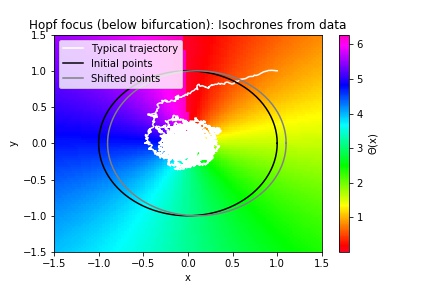 Hopf focus (below bifurcation): Isochrones from data
Typical trajectory
Initial points
Shifted points
1.5
1.0
0.5
0.0
−0.5
−1.0
−1.5
y
−1.5
−1.0
−0.5
0.0
0.5
1.0
1.5
x
6
5
4
3
2
1
Θ(x)